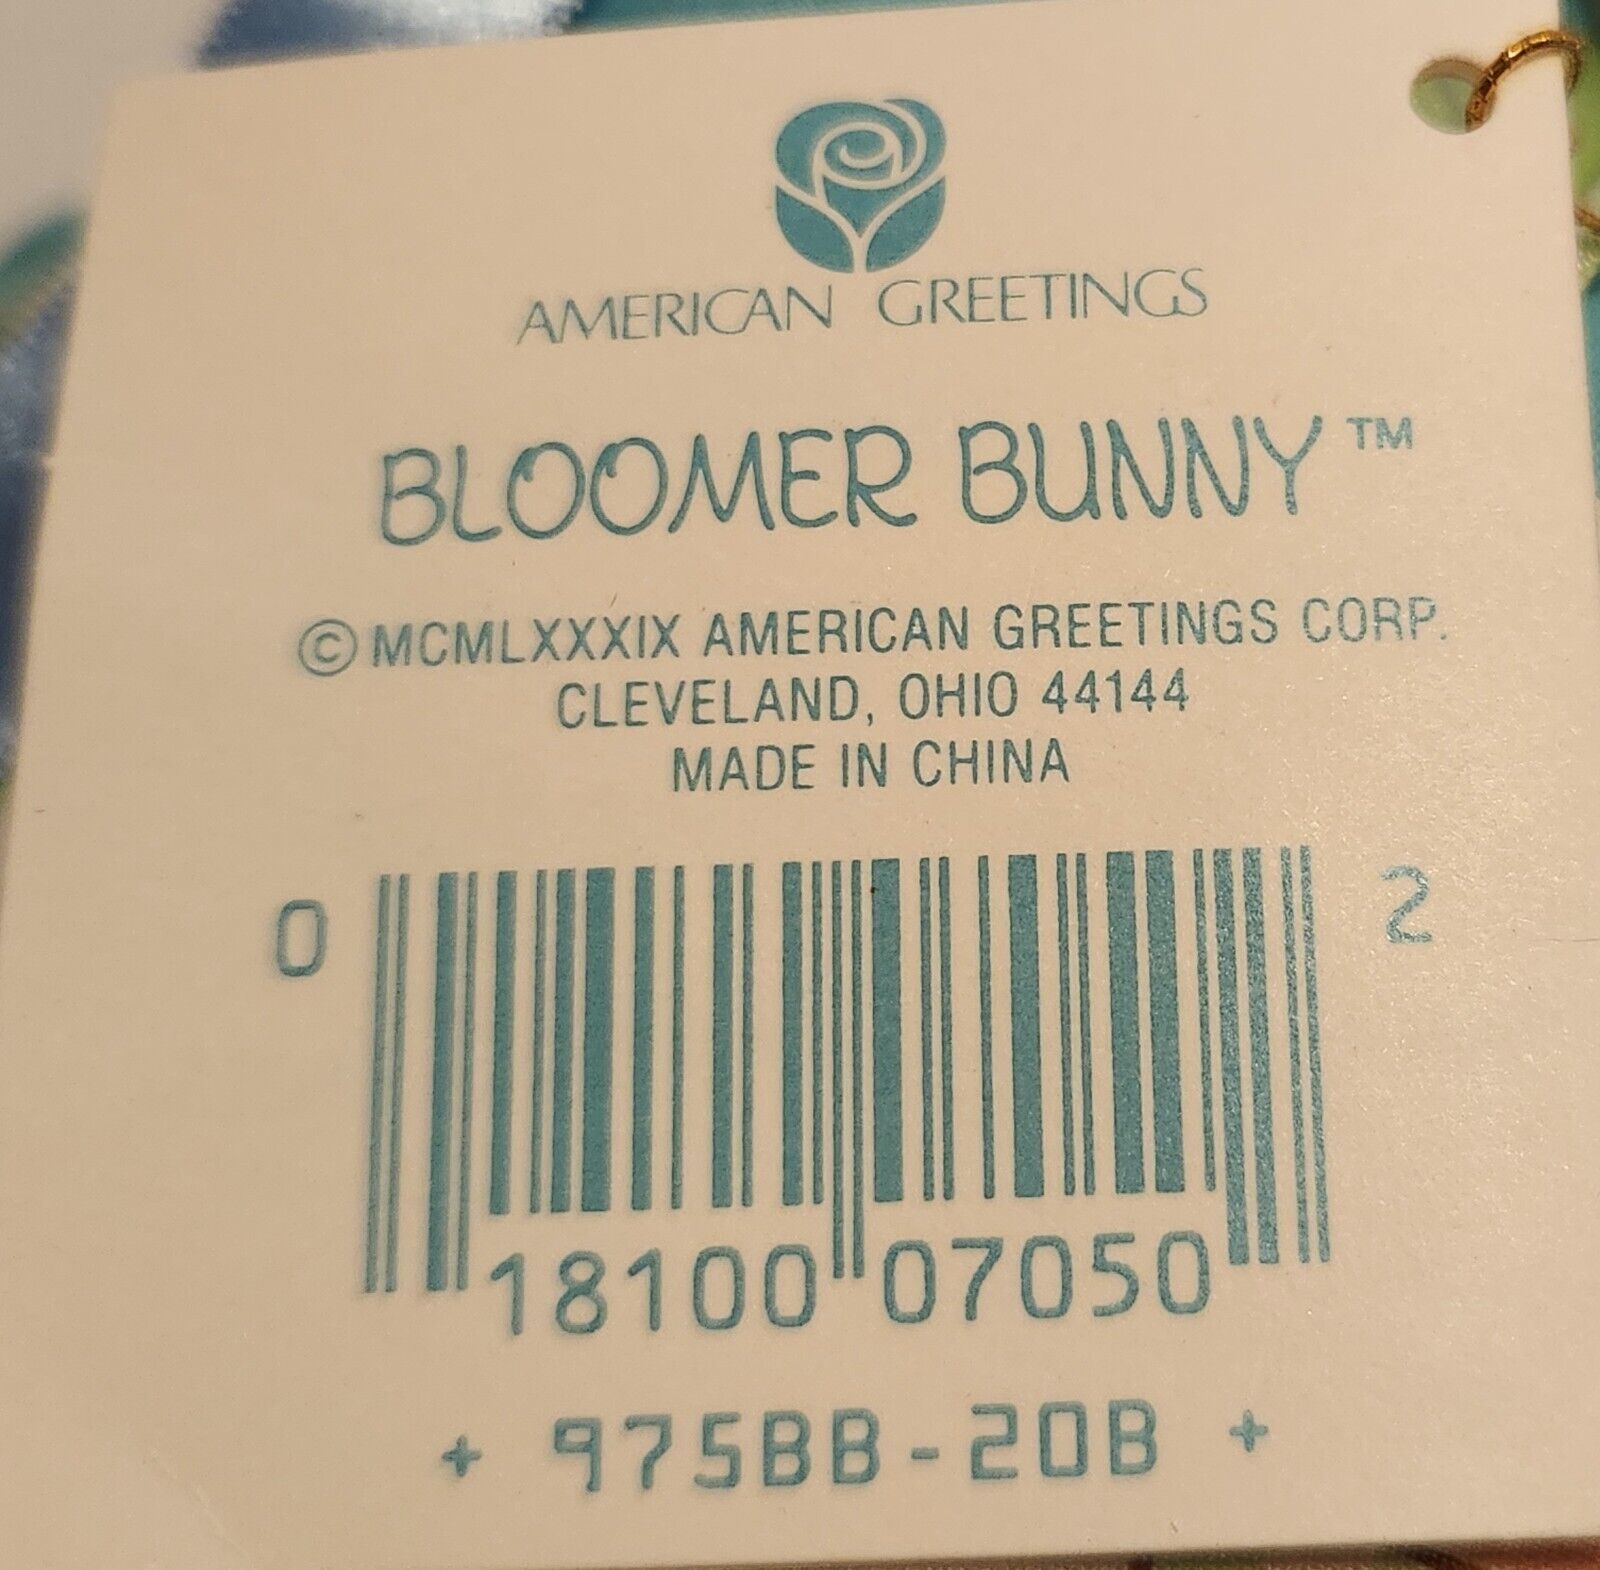 AMERICAN GREETINGS
BLOOMER BUNNY™
©MCMLXXXIX AMERICAN GREETINGS CORP.
CLEVELAND, OHIO 44144
MADE IN CHINA
0 2
18100 07050
+ 975BB-20B +